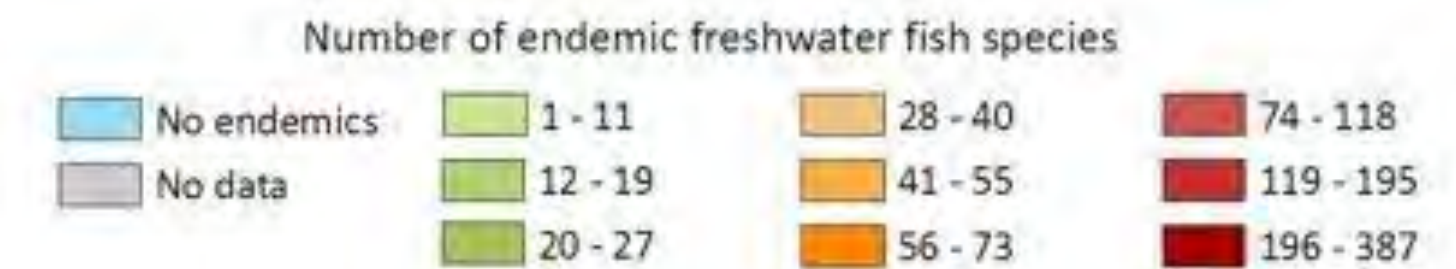 Number of endemic freshwater fish species
No endemics
No data
1 - 11
12 - 19
20 - 27
28 - 40
41 - 55
56 - 73
74 - 118
119 - 195
196 - 387